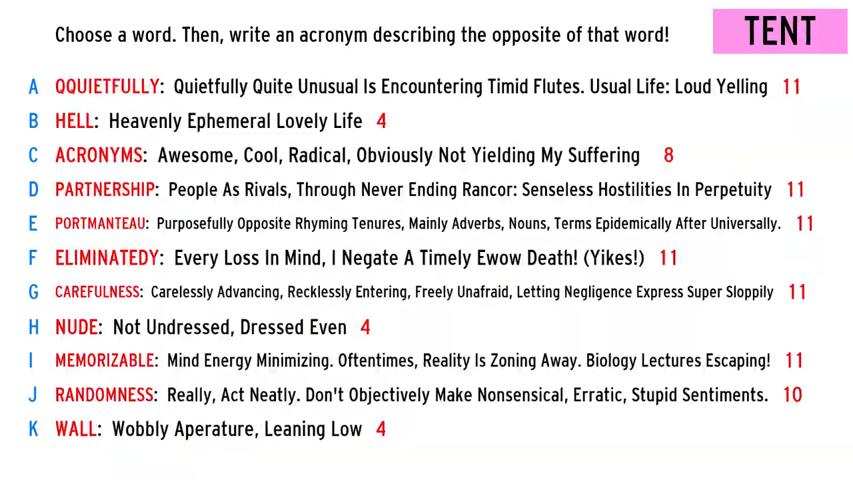 Choose a word. Then, write an acronym describing the opposite of that word!
TENT
A QQUIETFULLY: Quietfully Quite Unusual Is Encountering Timid Flutes. Usual Life: Loud Yelling 11
B HELL: Heavenly Ephemeral Lovely Life 4
C ACRONYMS: Awesome, Cool, Radical, Obviously Not Yielding My Suffering 8
D PARTNERSHIP: People As Rivals, Through Never Ending Rancor: Senseless Hostilities In Perpetuity 11
E PORTMANTEAU: Purposefully Opposite Rhyming Tenures, Mainly Adverbs, Nouns, Terms Epidemically After Universally. 11
F ELIMINATEDY: Every Loss In Mind, I Negate A Timely Ewow Death! (Yikes!) 11
G CAREFULNESS: Carelessly Advancing, Recklessly Entering, Freely Unafraid, Letting Negligence Express Super Sloppily 11
H NUDE: Not Undressed, Dressed Even 4
I MEMORIZABLE: Mind Energy Minimizing. Oftentimes, Reality Is Zoning Away. Biology Lectures Escaping! 11
J RANDOMNESS: Really, Act Neatly. Don't Objectively Make Nonsensical, Erratic, Stupid Sentiments. 10
K WALL: Wobbly Aperature, Leaning Low 4